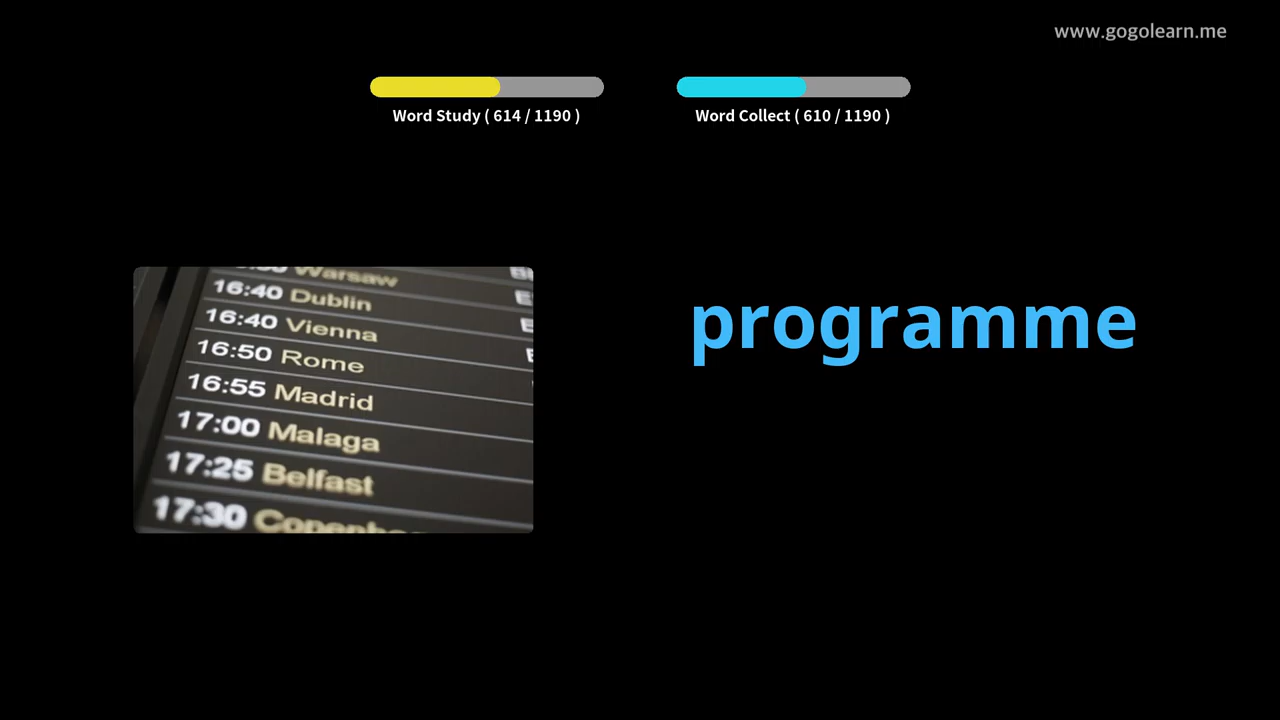 www.gogolearn.me
Word Study ( 614 / 1190 )
Word Collect ( 610 / 1190 )
Warsaw
16:40 Dublin
16:40 Vienna
16:50 Rome
16:55 Madrid
17:00 Malaga
17:25 Belfast
17:30
programme